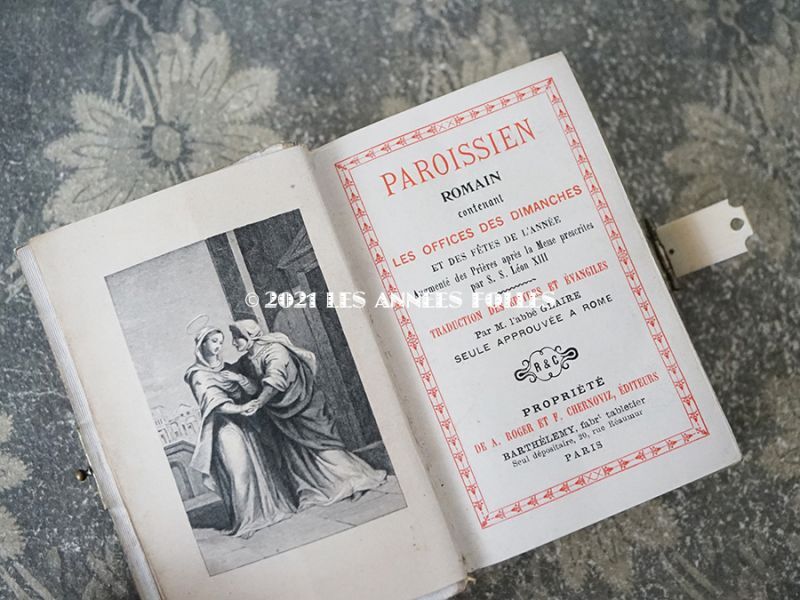 PAROISSIEN
ROMAIN
contenant
LES OFFICES DES DIMANCHES
ET DES FÊTES DE L'ANNÉE
Augmenté des Prières après la Messe prescrites
par S. S. Léon XIII
© 2021 LES ANNEES FOLLES
TRADUCTION DES ET ÉVANGILES
Par M. l'abbé GLAIRE
SEULE APPROUVÉE A ROME
R & C
PROPRIÉTÉ
DE A. ROGER ET F. CHERNOVIZ, ÉDITEURS
BARTHÉLEMY, fabrt tabletier
Seul dépositaire, 20, rue Réaumur
PARIS